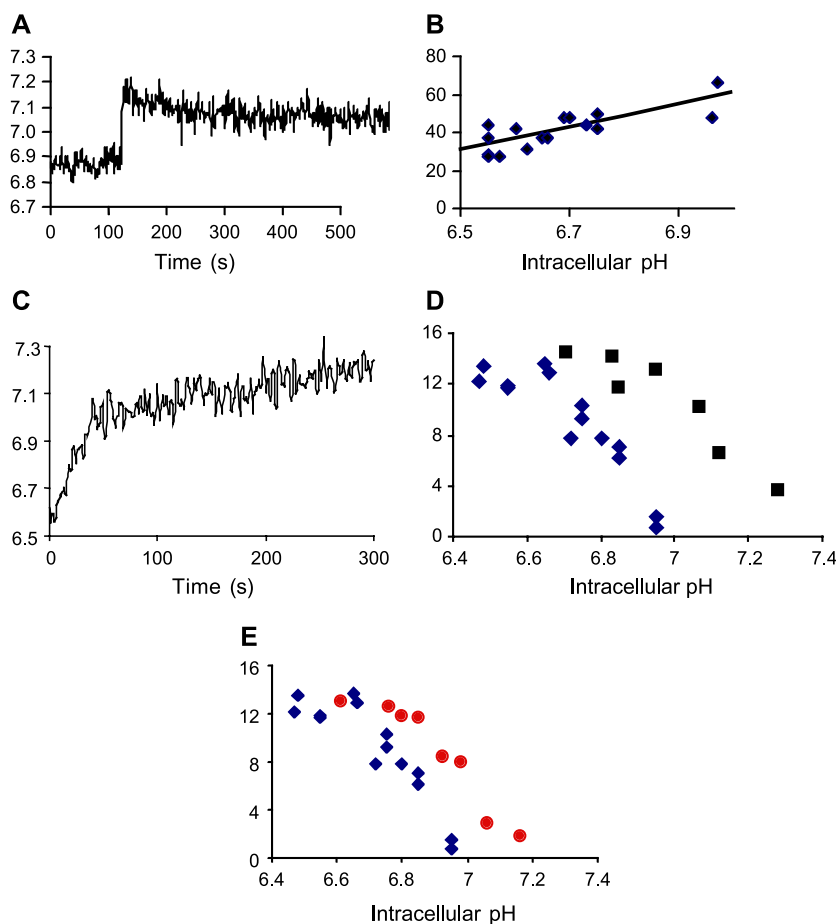 A
7.3
7.2
7.1
7.0
6.9
6.8
6.7
0 100 200 300 400 500
Time (s)
B
80
60
40
20
0
6.5 6.7 6.9
Intracellular pH
C
7.3
7.1
6.9
6.7
6.5
0 100 200 300
Time (s)
D
16
12
8
4
0
6.4 6.6 6.8 7 7.2 7.4
Intracellular pH
E
16
12
8
4
0
6.4 6.6 6.8 7 7.2 7.4
Intracellular pH